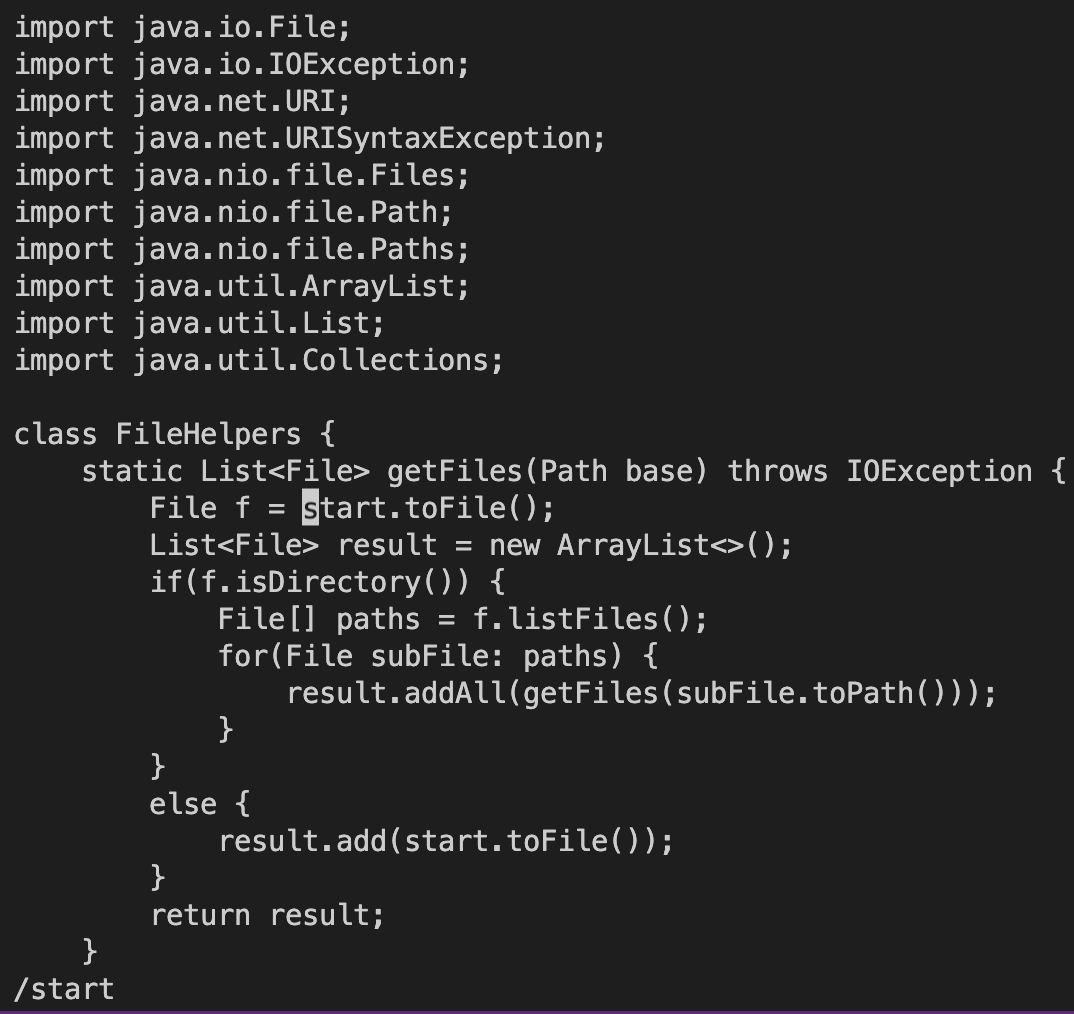 import java.io.File;
import java.io.IOException;
import java.net.URI;
import java.net.URISyntaxException;
import java.nio.file.Files;
import java.nio.file.Path;
import java.nio.file.Paths;
import java.util.ArrayList;
import java.util.List;
import java.util.Collections;

class FileHelpers {
    static List<File> getFiles(Path base) throws IOException {
        File f = start.toFile();
        List<File> result = new ArrayList<>();
        if(f.isDirectory()) {
            File[] paths = f.listFiles();
            for(File subFile: paths) {
                result.addAll(getFiles(subFile.toPath()));
            }
        }
        else {
            result.add(start.toFile());
        }
        return result;
    }
/start